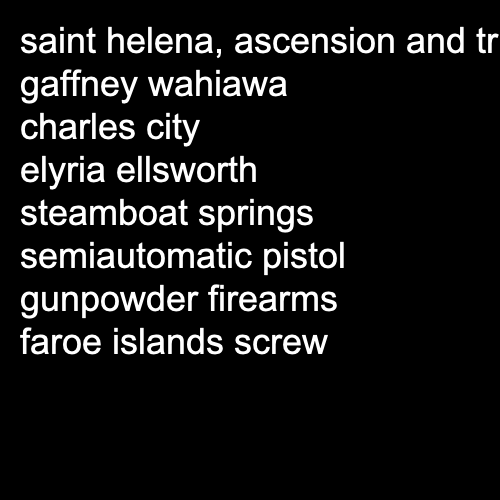 saint helena, ascension and tr
gaffney wahiawa
charles city
elyria ellsworth
steamboat springs
semiautomatic pistol
gunpowder firearms
faroe islands screw